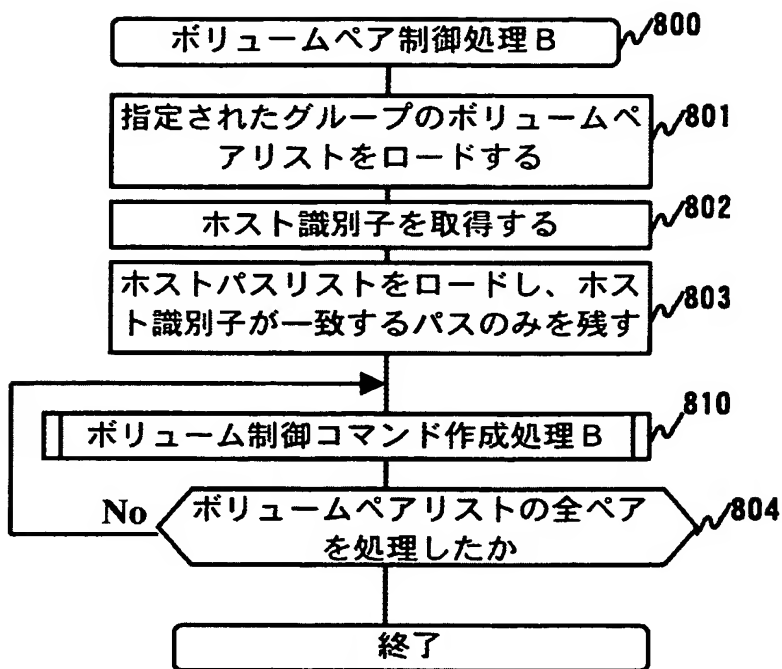 ボリュームペア制御処理B
800
指定されたグループのボリュームペ
アリストをロードする
801
ホスト識別子を取得する
802
ホストパスリストをロードし、ホス
ト識別子が一致するパスのみを残す
803
ボリューム制御コマンド作成処理B
810
No
ボリュームペアリストの全ペア
を処理したか
804
終了